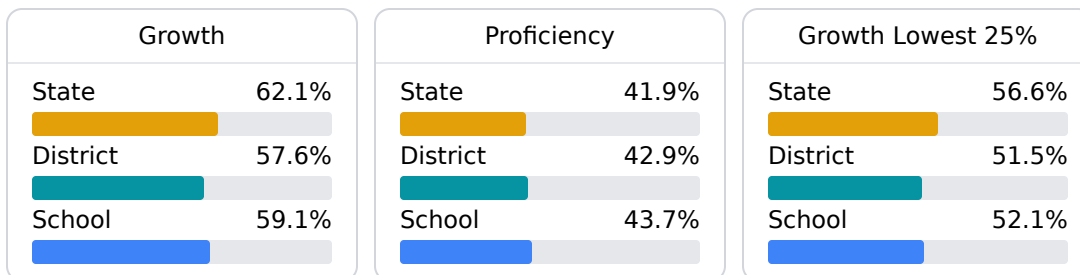 Growth
State 62.1%
District 57.6%
School 59.1%
Proficiency
State 41.9%
District 42.9%
School 43.7%
Growth Lowest 25%
State 56.6%
District 51.5%
School 52.1%